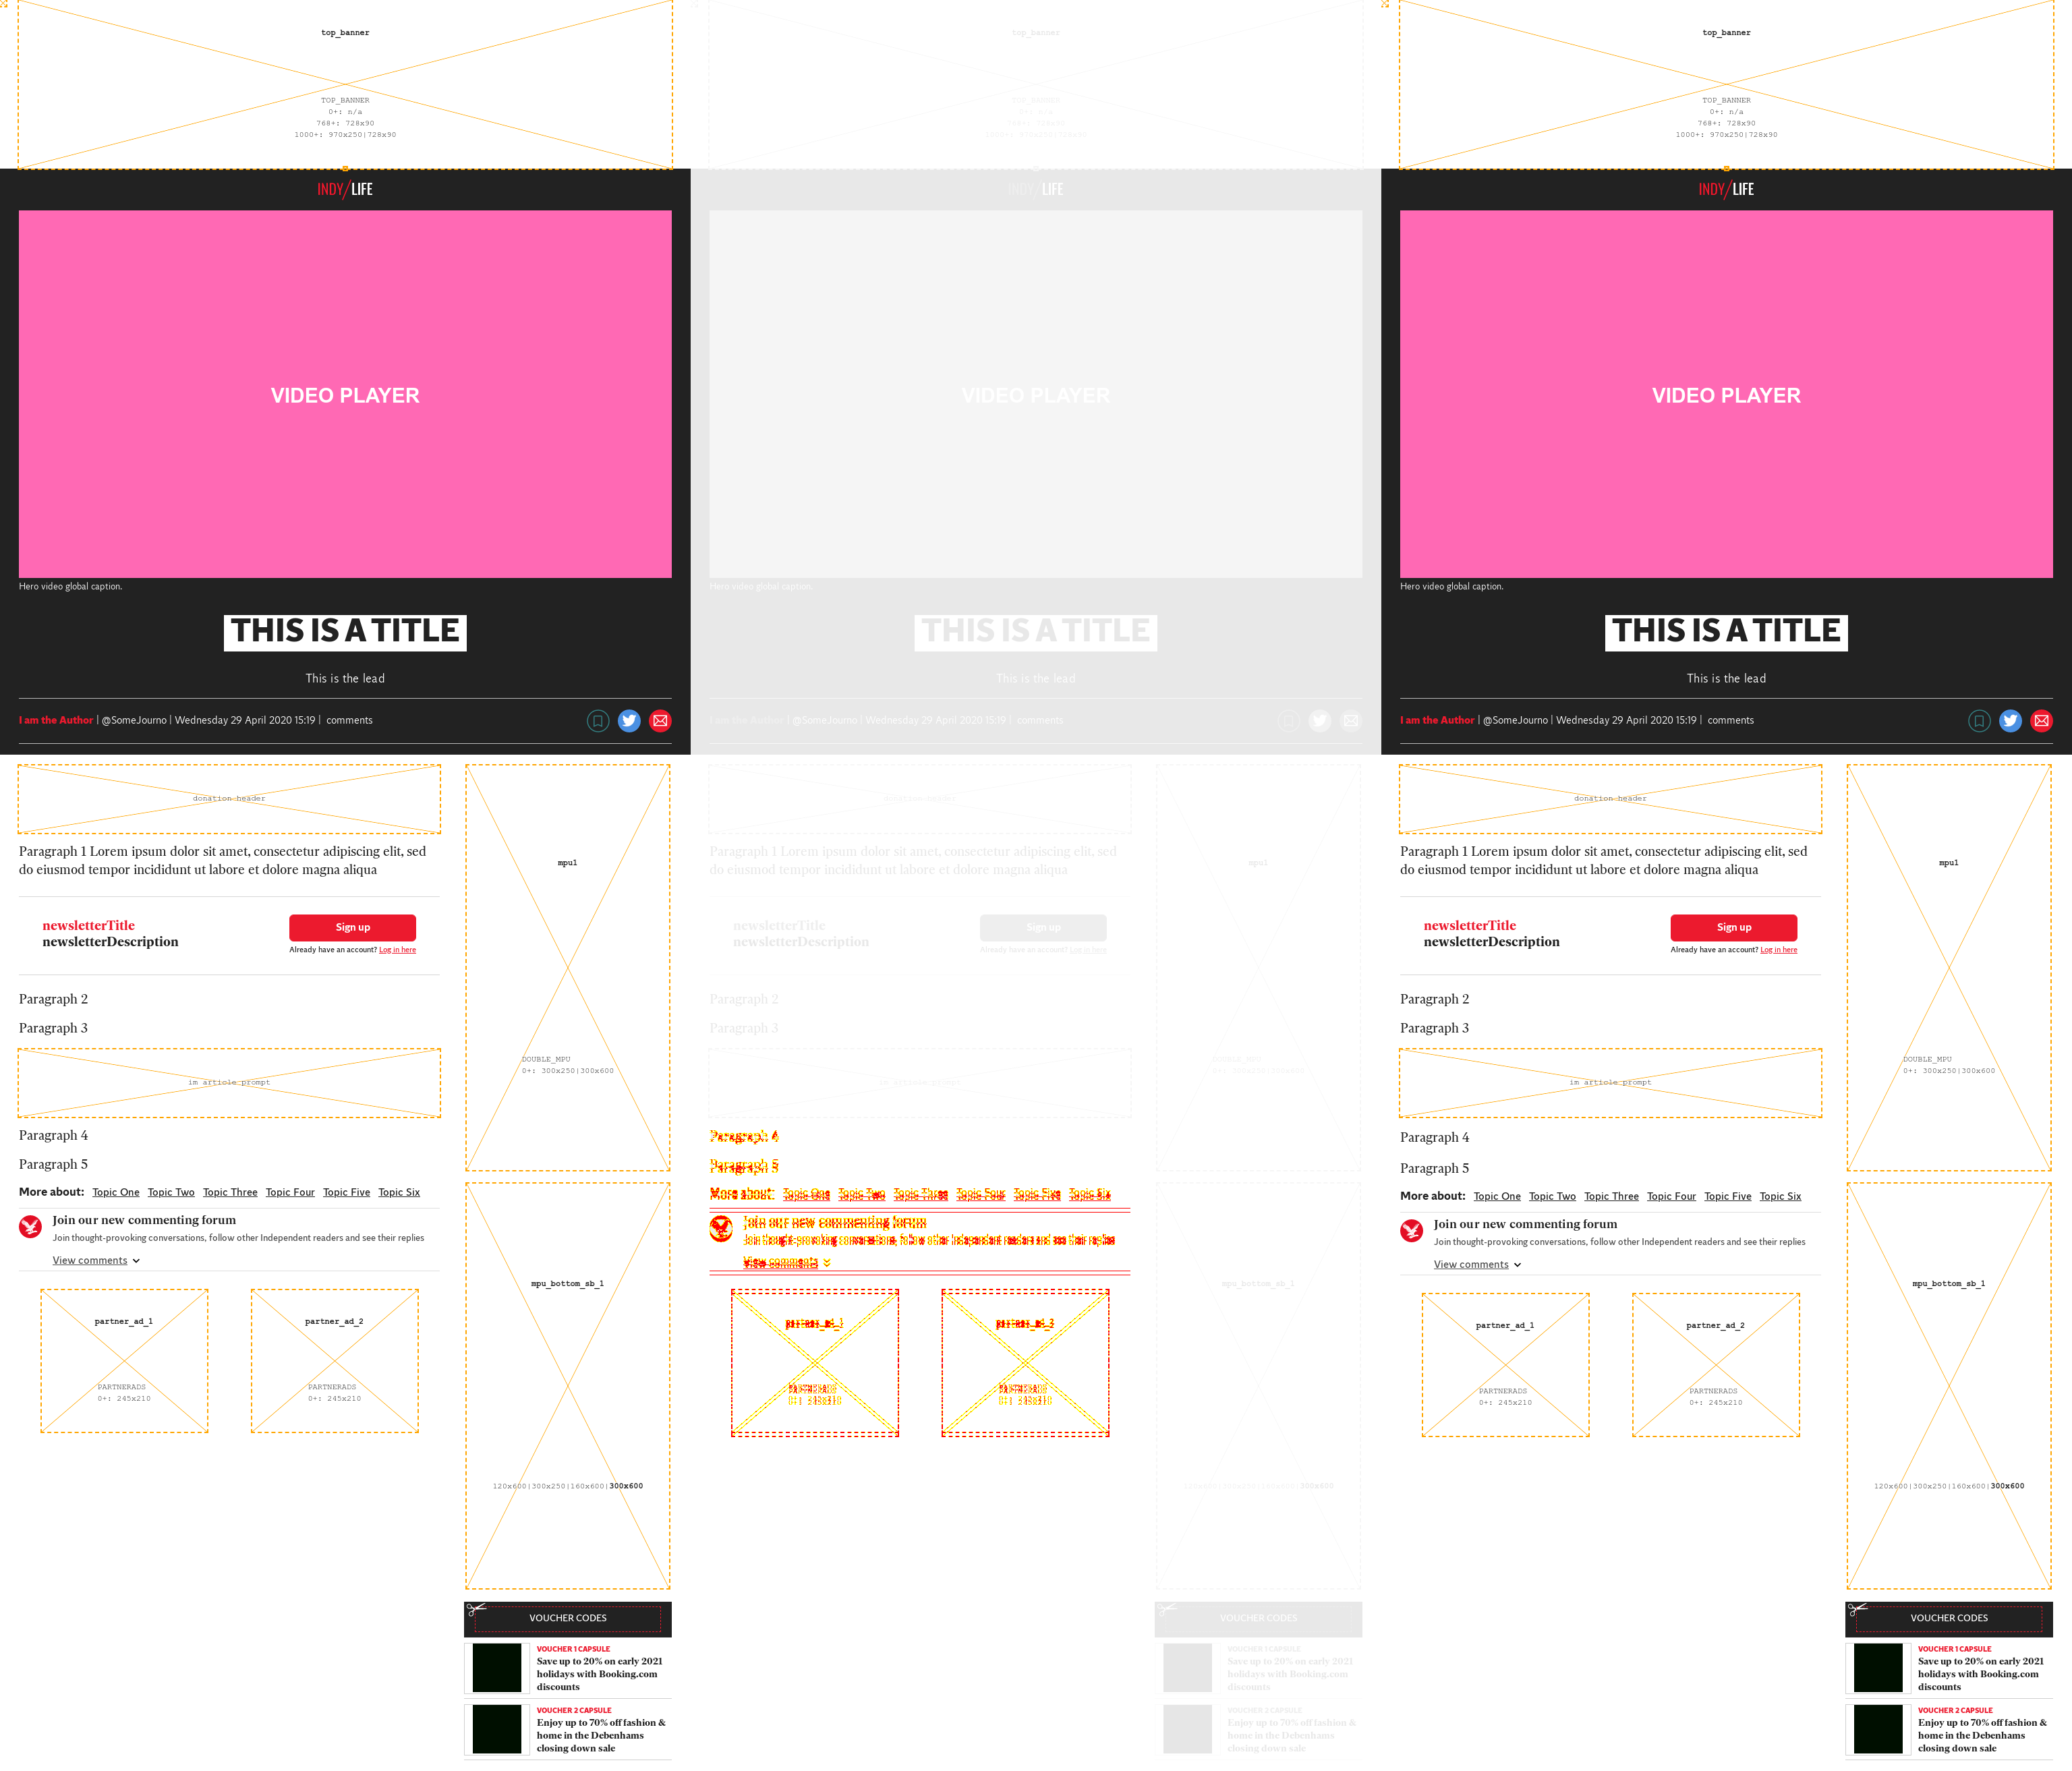 top_banner
TOP_BANNER
0+: n/a
768+: 728x90
1000+: 970x250|728x90
INDY/LIFE
VIDEO PLAYER
Hero video global caption.
THIS IS A TITLE
This is the lead
I am the Author | @SomeJourno | Wednesday 29 April 2020 15:19 | comments
donation header
Paragraph 1 Lorem ipsum dolor sit amet, consectetur adipiscing elit, sed
do eiusmod tempor incididunt ut labore et dolore magna aliqua
newsletterTitle
newsletterDescription
Sign up
Already have an account? Log in here
Paragraph 2
Paragraph 3
im article prompt
Paragraph 4
Paragraph 5
More about: Topic One Topic Two Topic Three Topic Four Topic Five Topic Six
Join our new commenting forum
Join thought-provoking conversations, follow other Independent readers and see their replies
View comments
partner_ad_1
PARTNERADS
0+: 245x210
partner_ad_2
PARTNERADS
0+: 245x210
mpu1
DOUBLE_MPU
0+: 300x250|300x600
mpu_bottom_sb_1
120x600|300x250|160x600|300x600
VOUCHER CODES
VOUCHER 1 CAPSULE
Save up to 20% on early 2021
holidays with Booking.com
discounts
VOUCHER 2 CAPSULE
Enjoy up to 70% off fashion &
home in the Debenhams
closing down sale
top_banner
TOP_BANNER
0+: n/a
768+: 728x90
1000+: 970x250|728x90
INDY/LIFE
VIDEO PLAYER
Hero video global caption.
THIS IS A TITLE
This is the lead
I am the Author | @SomeJourno | Wednesday 29 April 2020 15:19 | comments
donation header
Paragraph 1 Lorem ipsum dolor sit amet, consectetur adipiscing elit, sed
do eiusmod tempor incididunt ut labore et dolore magna aliqua
newsletterTitle
newsletterDescription
Sign up
Already have an account? Log in here
Paragraph 2
Paragraph 3
im article prompt
Paragraph 4
Paragraph 5
More about: Topic One Topic Two Topic Three Topic Four Topic Five Topic Six
Join our new commenting forum
View comments
partner_ad_1
partner_ad_2
mpu1
DOUBLE_MPU
0+: 300x250|300x600
mpu_bottom_sb_1
120x600|300x250|160x600|300x600
VOUCHER CODES
VOUCHER 1 CAPSULE
Save up to 20% on early 2021
holidays with Booking.com
discounts
VOUCHER 2 CAPSULE
Enjoy up to 70% off fashion &
home in the Debenhams
closing down sale
top_banner
TOP_BANNER
0+: n/a
768+: 728x90
1000+: 970x250|728x90
INDY/LIFE
VIDEO PLAYER
Hero video global caption.
THIS IS A TITLE
This is the lead
I am the Author | @SomeJourno | Wednesday 29 April 2020 15:19 | comments
donation header
Paragraph 1 Lorem ipsum dolor sit amet, consectetur adipiscing elit, sed
do eiusmod tempor incididunt ut labore et dolore magna aliqua
newsletterTitle
newsletterDescription
Sign up
Already have an account? Log in here
Paragraph 2
Paragraph 3
im article prompt
Paragraph 4
Paragraph 5
More about: Topic One Topic Two Topic Three Topic Four Topic Five Topic Six
Join our new commenting forum
Join thought-provoking conversations, follow other Independent readers and see their replies
View comments
partner_ad_1
PARTNERADS
0+: 245x210
partner_ad_2
PARTNERADS
0+: 245x210
mpu1
DOUBLE_MPU
0+: 300x250|300x600
mpu_bottom_sb_1
120x600|300x250|160x600|300x600
VOUCHER CODES
VOUCHER 1 CAPSULE
Save up to 20% on early 2021
holidays with Booking.com
discounts
VOUCHER 2 CAPSULE
Enjoy up to 70% off fashion &
home in the Debenhams
closing down sale